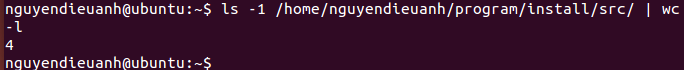 nguyendieuanh@ubuntu:~$ ls -1 /home/nguyendieuanh/program/install/src/ | wc
-l
4
nguyendieuanh@ubuntu:~$